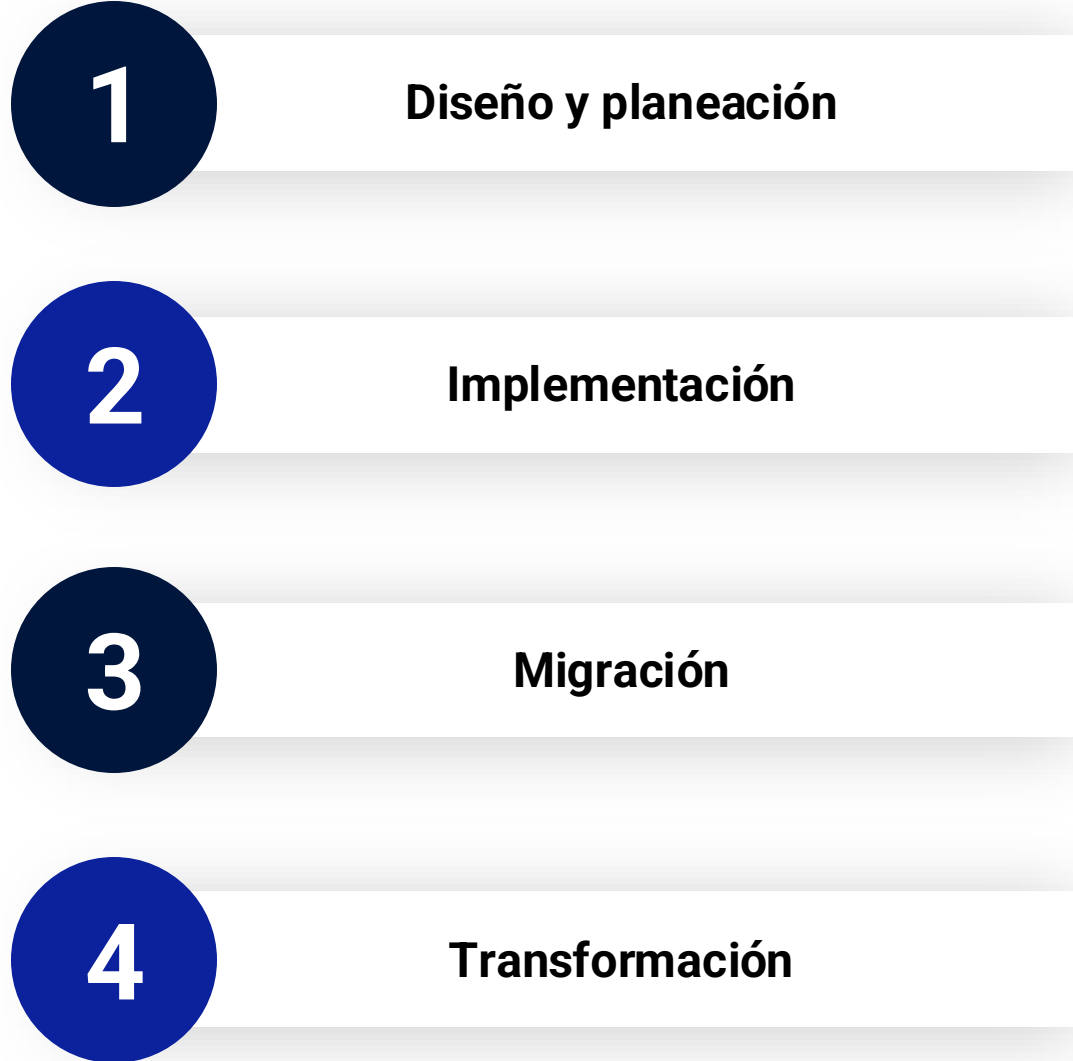 1
Diseño y planeación
2
Implementación
3
Migración
4
Transformación